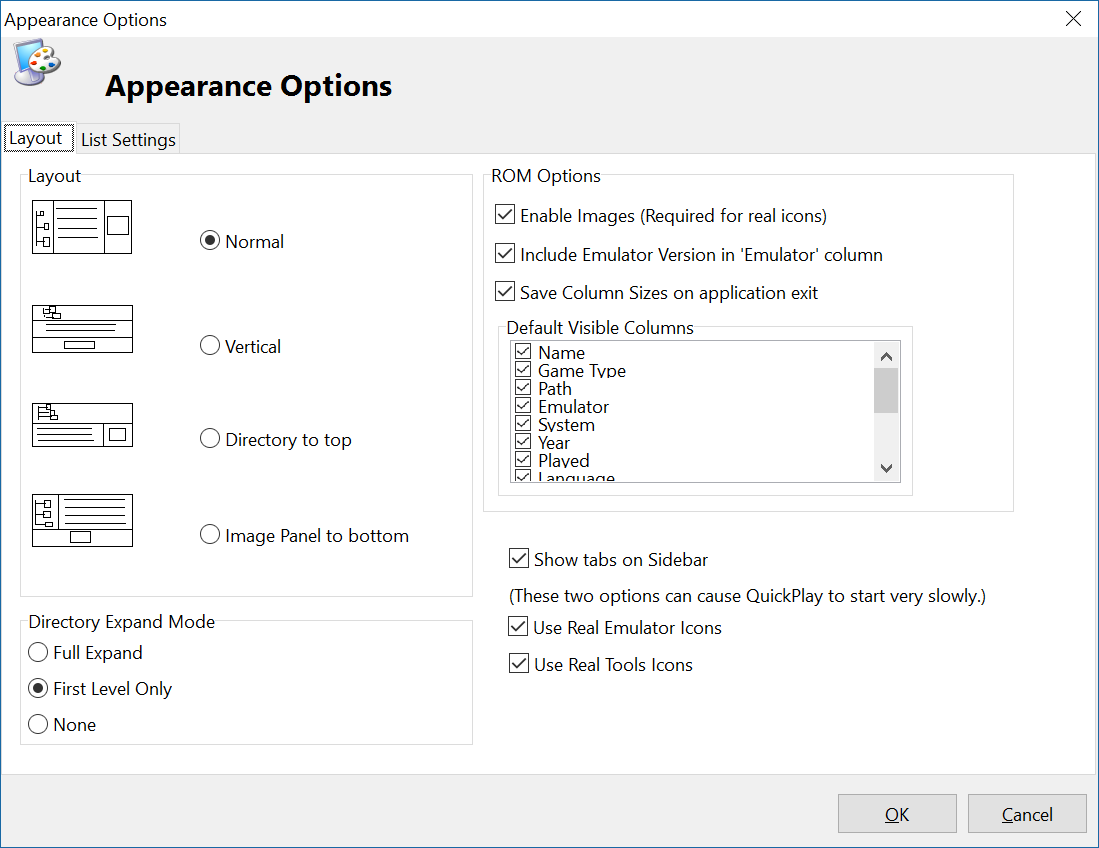 Appearance Options
Appearance Options
Layout
List Settings
Layout
Normal
Vertical
Directory to top
Image Panel to bottom
Directory Expand Mode
Full Expand
First Level Only
None
ROM Options
Enable Images (Required for real icons)
Include Emulator Version in 'Emulator' column
Save Column Sizes on application exit
Default Visible Columns
Name
Game Type
Path
Emulator
System
Year
Played
Language
Show tabs on Sidebar
(These two options can cause QuickPlay to start very slowly.)
Use Real Emulator Icons
Use Real Tools Icons
OK
Cancel